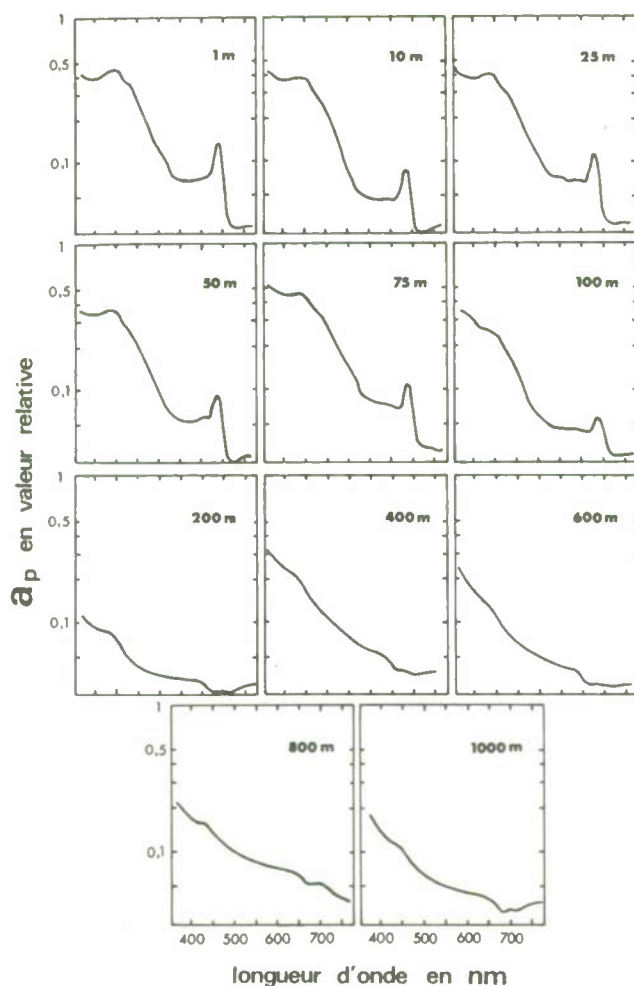 1
0,5
0,1
1 m
10 m
25 m
1
0,5
0,1
50 m
75 m
100 m
1
0,5
0,1
200 m
400 m
600 m
1
0,5
0,1
800 m
1000 m
ap en valeur relative
400 500 600 700 400 500 600 700
longueur d'onde en nm